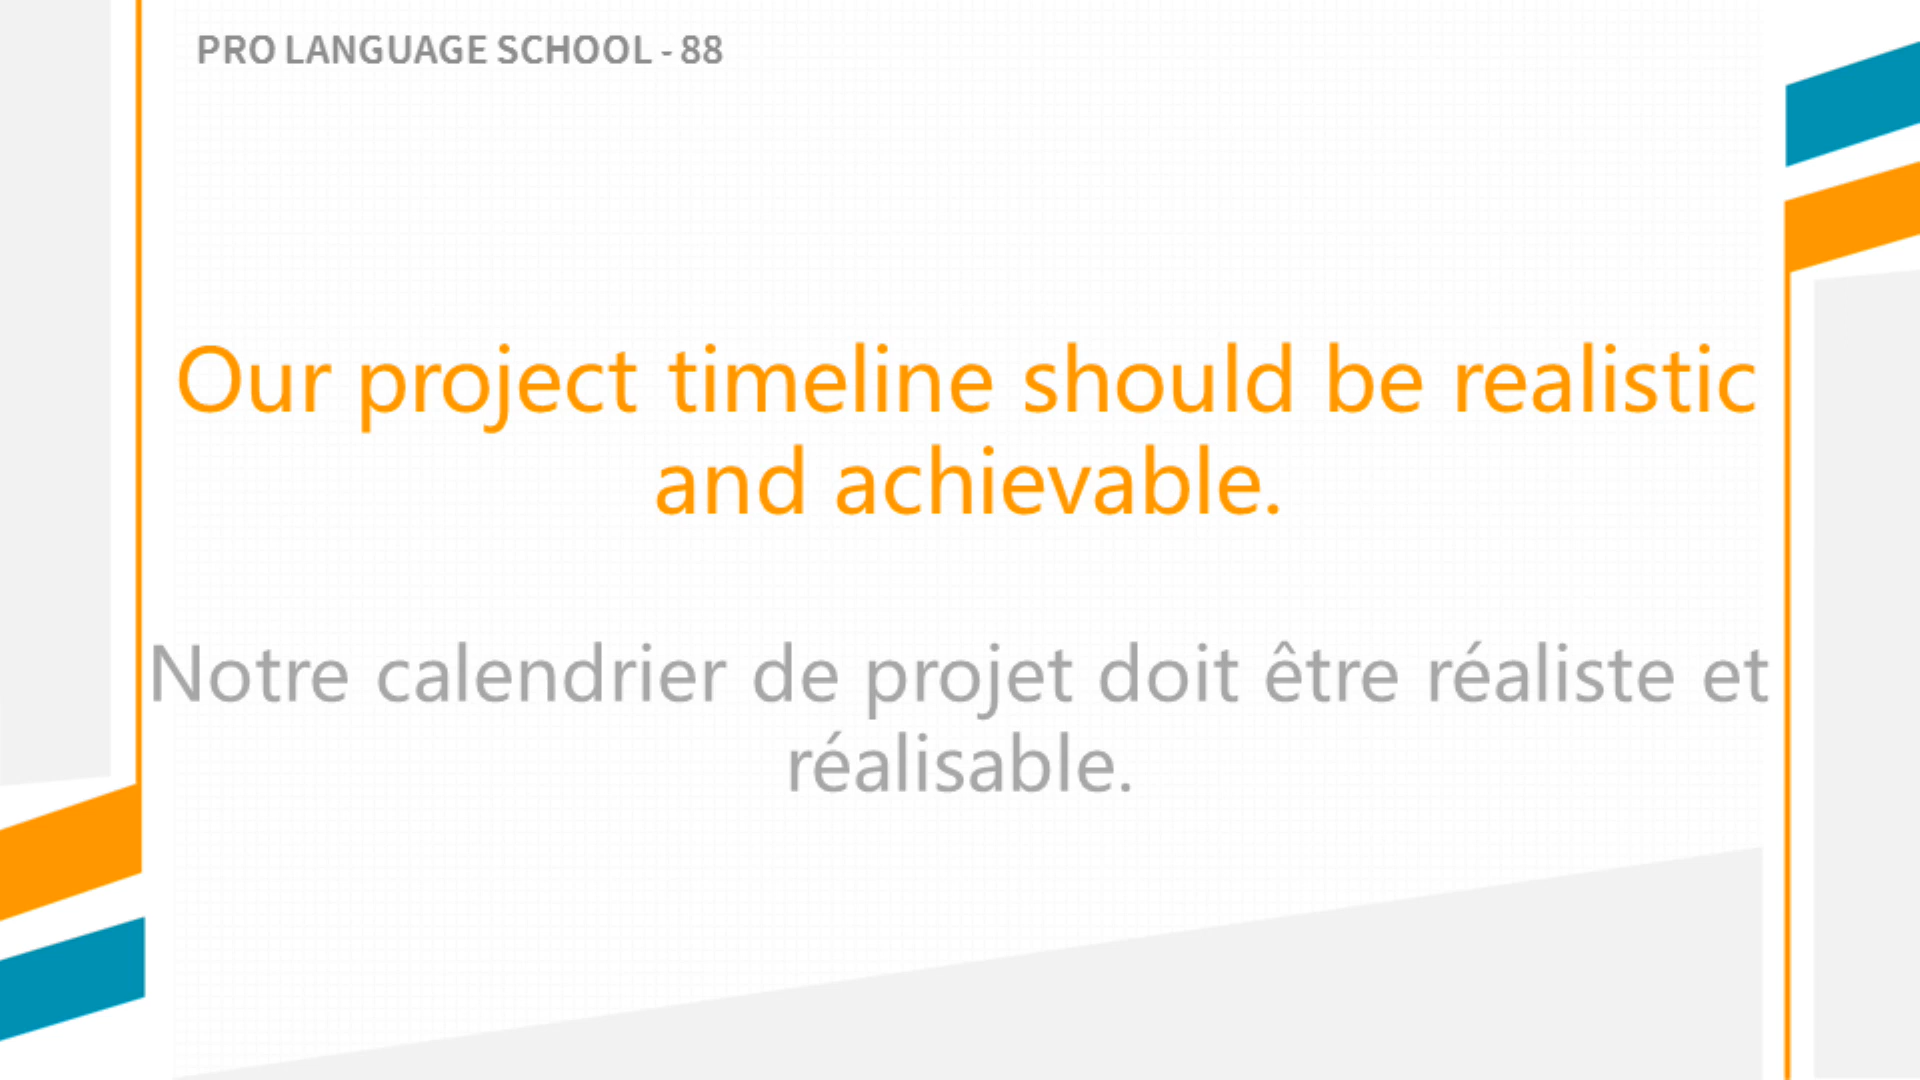 PRO LANGUAGE SCHOOL - 88
Our project timeline should be realistic
and achievable.
Notre calendrier de projet doit être réaliste et
réalisable.